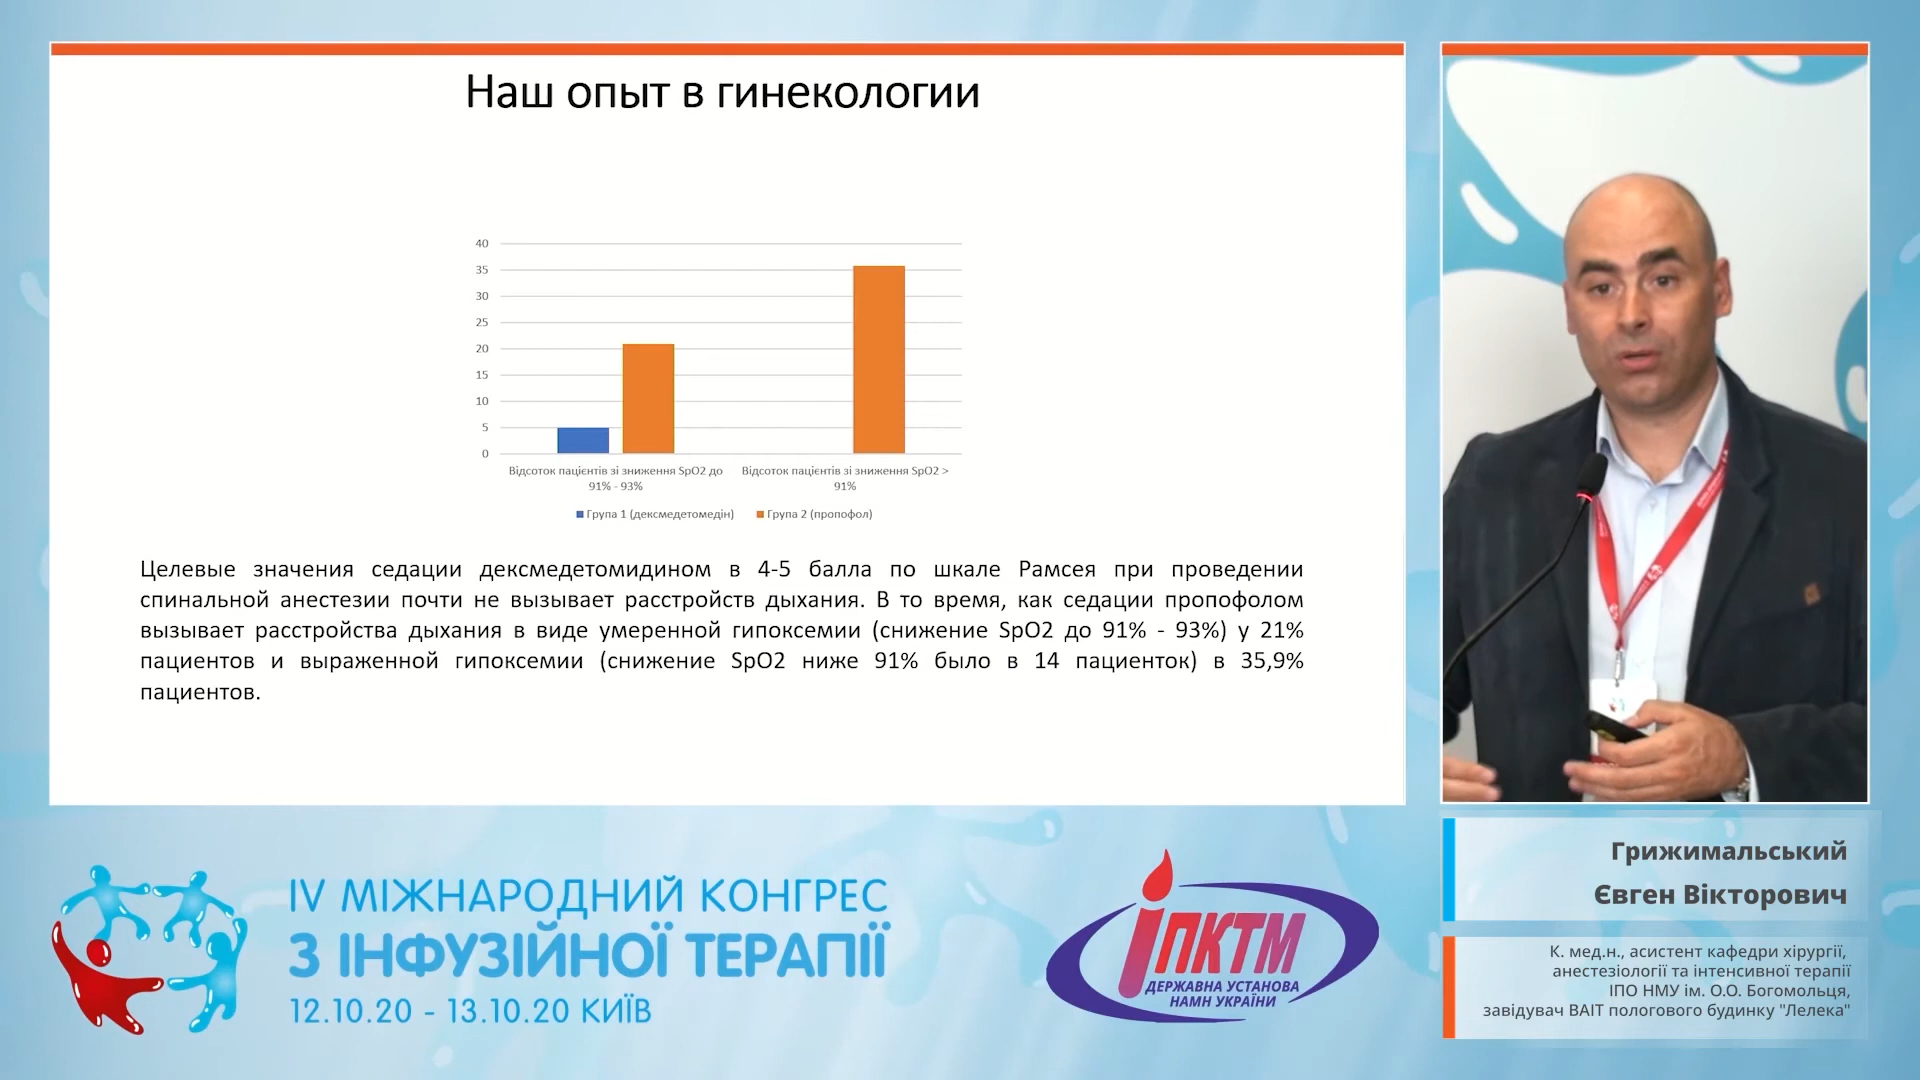 Наш опыт в гинекологии
40
35
30
25
20
15
10
5
0
Відсоток пацієнтів зі зниження SpO2 до
91% - 93%
Відсоток пацієнтів зі зниження SpO2 >
91%
Група 1 (дексмедетомедін)
Група 2 (пропофол)
Целевые значения седации дексмедетомидином в 4-5 балла по шкале Рамсея при проведении
спинальной анестезии почти не вызывает расстройств дыхания. В то время, как седации пропофолом
вызывает расстройства дыхания в виде умеренной гипоксемии (снижение SpO2 до 91% - 93%) у 21%
пациентов и выраженной гипоксемии (снижение SpO2 ниже 91% было в 14 пациенток) в 35,9%
пациентов.
IV МІЖНАРОДНИЙ КОНГРЕС
З ІНФУЗІЙНОЇ ТЕРАПІЇ
12.10.20 - 13.10.20 КИЇВ
ІПКТМ
ДЕРЖАВНА УСТАНОВА
НАМН УКРАЇНИ
Грижимальський
Євген Вікторович
К. мед.н., асистент кафедри хірургії,
анестезіології та інтенсивної терапії
ІПО НМУ ім. О.О. Богомольця,
завідувач ВАІТ пологового будинку "Лелека"